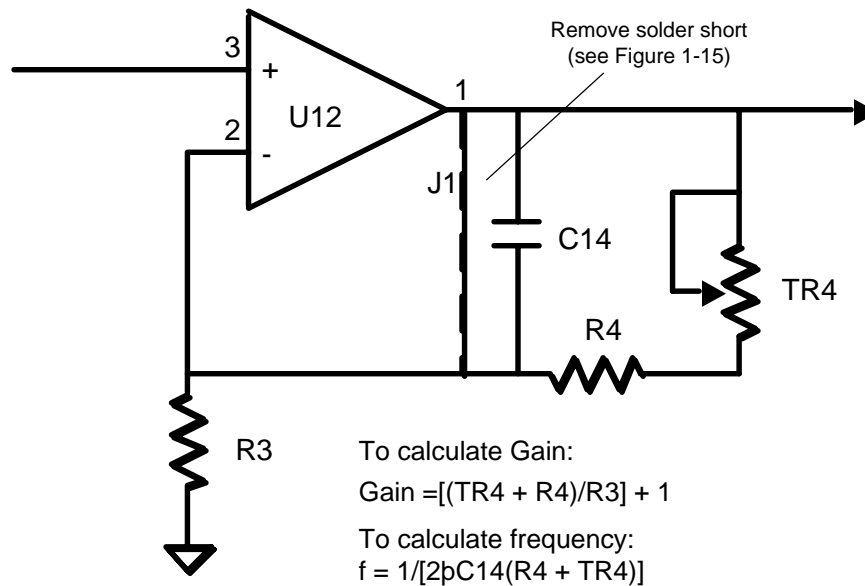 Remove solder short
(see Figure 1-15)
3
+
1
U12
2
-
J1
C14
TR4
R4
R3
To calculate Gain:
Gain =[(TR4 + R4)/R3] + 1
To calculate frequency:
f = 1/[2þC14(R4 + TR4)]